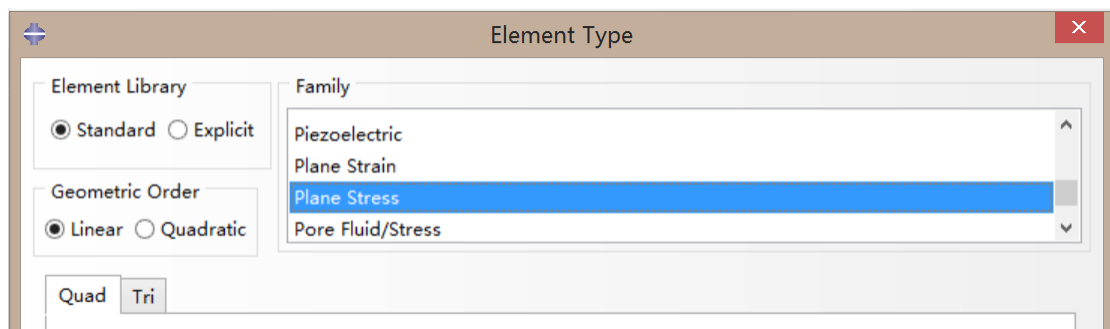 Element Type
Element Library
Standard Explicit
Geometric Order
Linear Quadratic
Family
Piezoelectric
Plane Strain
Plane Stress
Pore Fluid/Stress
Quad Tri